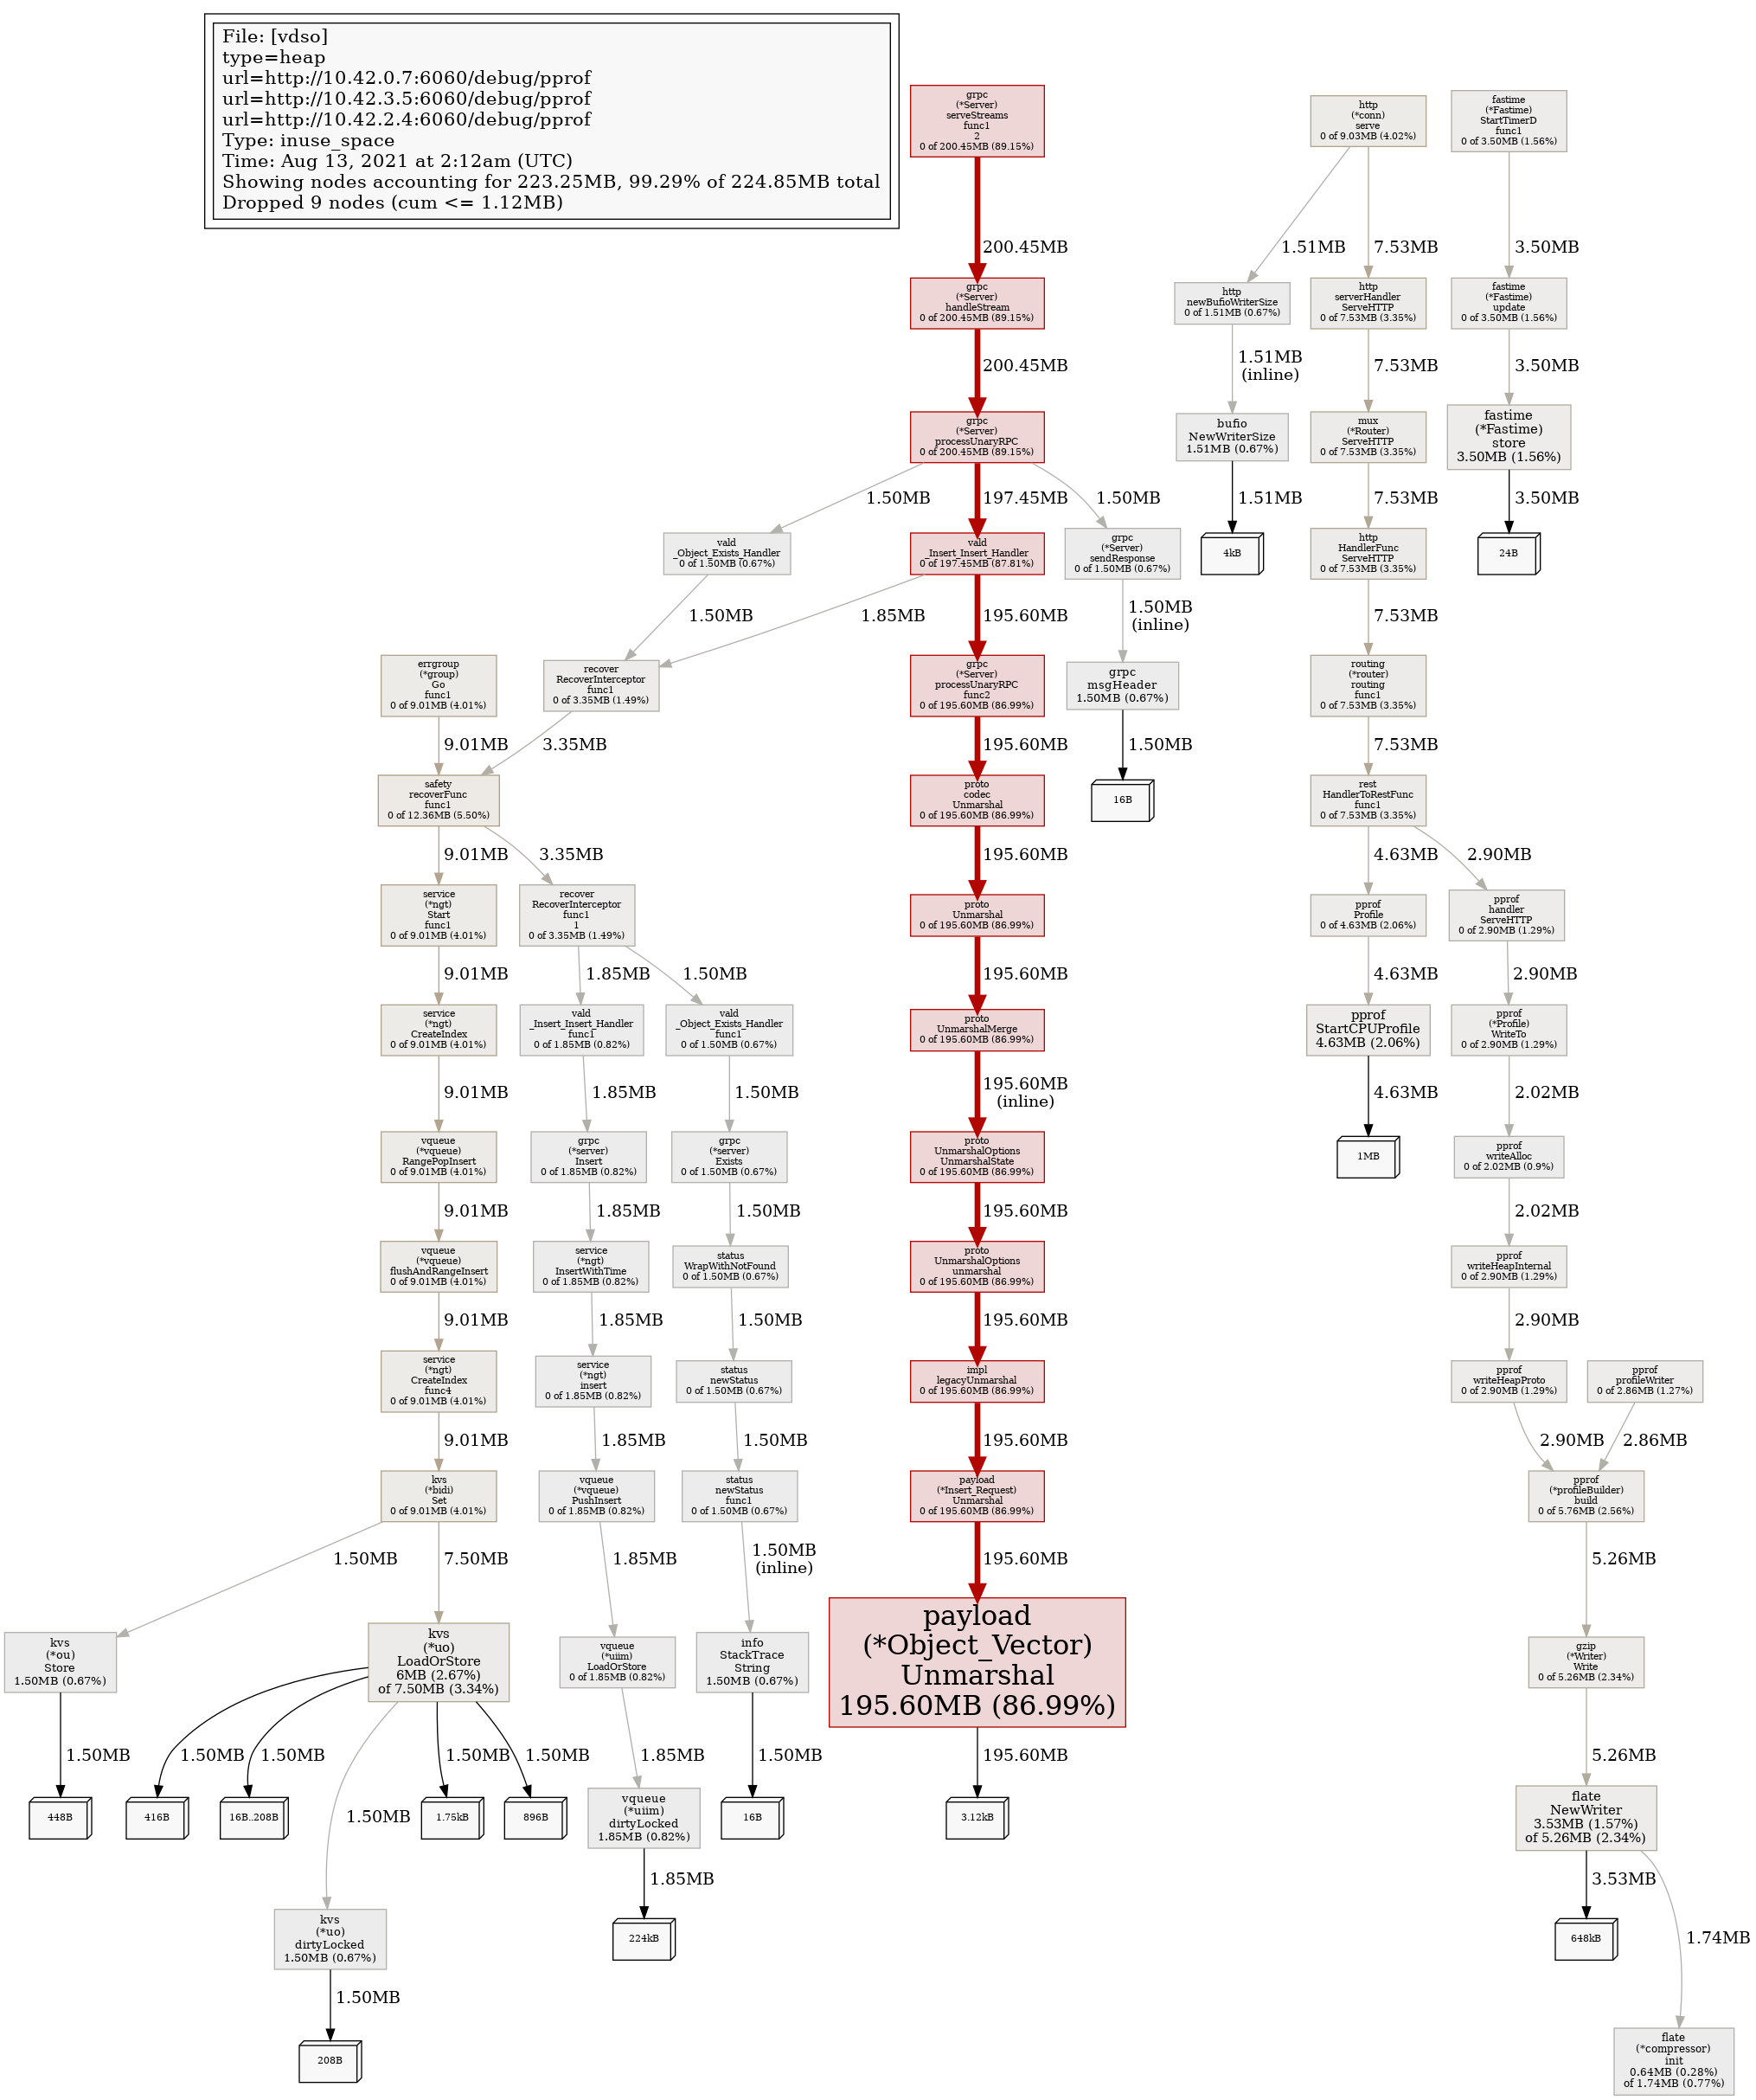 File: [vdso]
type=heap
url=http://10.42.0.7:6060/debug/pprof
url=http://10.42.3.5:6060/debug/pprof
url=http://10.42.2.4:6060/debug/pprof
Type: inuse_space
Time: Aug 13, 2021 at 2:12am (UTC)
Showing nodes accounting for 223.25MB, 99.29% of 224.85MB total
Dropped 9 nodes (cum <= 1.12MB)
grpc
(*Server)
serveStreams
func1
2
0 of 200.45MB (89.15%)
http
(*conn)
serve
0 of 9.03MB (4.02%)
fastime
(*Fastime)
StartTimerD
func1
0 of 3.50MB (1.56%)
200.45MB
1.51MB
7.53MB
3.50MB
grpc
(*Server)
handleStream
0 of 200.45MB (89.15%)
http
newBufioWriterSize
0 of 1.51MB (0.67%)
http
serverHandler
ServeHTTP
0 of 7.53MB (3.35%)
fastime
(*Fastime)
update
0 of 3.50MB (1.56%)
200.45MB
1.51MB
(inline)
7.53MB
3.50MB
grpc
(*Server)
processUnaryRPC
0 of 200.45MB (89.15%)
bufio
NewWriterSize
1.51MB (0.67%)
mux
(*Router)
ServeHTTP
0 of 7.53MB (3.35%)
fastime
(*Fastime)
store
3.50MB (1.56%)
1.50MB
197.45MB
1.50MB
1.51MB
7.53MB
3.50MB
vald
_Object_Exists_Handler
0 of 1.50MB (0.67%)
vald
_Insert_Insert_Handler
0 of 197.45MB (87.81%)
grpc
(*Server)
sendResponse
0 of 1.50MB (0.67%)
4kB
http
HandlerFunc
ServeHTTP
0 of 7.53MB (3.35%)
24B
1.50MB
1.85MB
195.60MB
1.50MB
(inline)
7.53MB
errgroup
(*group)
Go
func1
0 of 9.01MB (4.01%)
recover
RecoverInterceptor
func1
0 of 3.35MB (1.49%)
grpc
(*Server)
processUnaryRPC
func2
0 of 195.60MB (86.99%)
grpc
msgHeader
1.50MB (0.67%)
routing
(*router)
routing
func1
0 of 7.53MB (3.35%)
9.01MB
3.35MB
195.60MB
1.50MB
7.53MB
safety
recoverFunc
func1
0 of 12.36MB (5.50%)
proto
codec
Unmarshal
0 of 195.60MB (86.99%)
16B
rest
HandlerToRestFunc
func1
0 of 7.53MB (3.35%)
9.01MB
3.35MB
195.60MB
4.63MB
2.90MB
service
(*ngt)
Start
func1
0 of 9.01MB (4.01%)
recover
RecoverInterceptor
func1
1
0 of 3.35MB (1.49%)
proto
Unmarshal
0 of 195.60MB (86.99%)
pprof
Profile
0 of 4.63MB (2.06%)
pprof
handler
ServeHTTP
0 of 2.90MB (1.29%)
9.01MB
1.85MB
1.50MB
195.60MB
4.63MB
2.90MB
service
(*ngt)
CreateIndex
0 of 9.01MB (4.01%)
vald
_Insert_Insert_Handler
func1
0 of 1.85MB (0.82%)
vald
_Object_Exists_Handler
func1
0 of 1.50MB (0.67%)
proto
UnmarshalMerge
0 of 195.60MB (86.99%)
pprof
StartCPUProfile
4.63MB (2.06%)
pprof
(*Profile)
WriteTo
0 of 2.90MB (1.29%)
9.01MB
1.85MB
1.50MB
195.60MB
(inline)
4.63MB
2.02MB
vqueue
(*vqueue)
RangePopInsert
0 of 9.01MB (4.01%)
grpc
(*server)
Insert
0 of 1.85MB (0.82%)
grpc
(*server)
Exists
0 of 1.50MB (0.67%)
proto
UnmarshalOptions
UnmarshalState
0 of 195.60MB (86.99%)
1MB
pprof
writeAlloc
0 of 2.02MB (0.9%)
9.01MB
1.85MB
1.50MB
195.60MB
2.02MB
vqueue
(*vqueue)
flushAndRangeInsert
0 of 9.01MB (4.01%)
service
(*ngt)
InsertWithTime
0 of 1.85MB (0.82%)
status
WrapWithNotFound
0 of 1.50MB (0.67%)
proto
UnmarshalOptions
unmarshal
0 of 195.60MB (86.99%)
pprof
writeHeapInternal
0 of 2.90MB (1.29%)
9.01MB
1.85MB
1.50MB
195.60MB
2.90MB
service
(*ngt)
CreateIndex
func4
0 of 9.01MB (4.01%)
service
(*ngt)
insert
0 of 1.85MB (0.82%)
status
newStatus
0 of 1.50MB (0.67%)
impl
legacyUnmarshal
0 of 195.60MB (86.99%)
pprof
writeHeapProto
0 of 2.90MB (1.29%)
pprof
profileWriter
0 of 2.86MB (1.27%)
9.01MB
1.85MB
1.50MB
195.60MB
2.90MB
2.86MB
kvs
(*bidi)
Set
0 of 9.01MB (4.01%)
vqueue
(*vqueue)
PushInsert
0 of 1.85MB (0.82%)
status
newStatus
func1
0 of 1.50MB (0.67%)
payload
(*Insert_Request)
Unmarshal
0 of 195.60MB (86.99%)
pprof
(*profileBuilder)
build
0 of 5.76MB (2.56%)
1.50MB
7.50MB
1.85MB
1.50MB
(inline)
195.60MB
5.26MB
kvs
(*ou)
Store
1.50MB (0.67%)
kvs
(*uo)
LoadOrStore
6MB (2.67%)
of 7.50MB (3.34%)
vqueue
(*uiim)
LoadOrStore
0 of 1.85MB (0.82%)
info
StackTrace
String
1.50MB (0.67%)
payload
(*Object_Vector)
Unmarshal
195.60MB (86.99%)
gzip
(*Writer)
Write
0 of 5.26MB (2.34%)
1.50MB
1.50MB
1.50MB
1.50MB
1.50MB
1.50MB
1.85MB
1.50MB
195.60MB
5.26MB
448B
416B
16B..208B
1.75kB
896B
vqueue
(*uiim)
dirtyLocked
1.85MB (0.82%)
16B
3.12kB
flate
NewWriter
3.53MB (1.57%)
of 5.26MB (2.34%)
1.85MB
3.53MB
1.74MB
kvs
(*uo)
dirtyLocked
1.50MB (0.67%)
224kB
648kB
1.50MB
208B
flate
(*compressor)
init
0.64MB (0.28%)
of 1.74MB (0.77%)